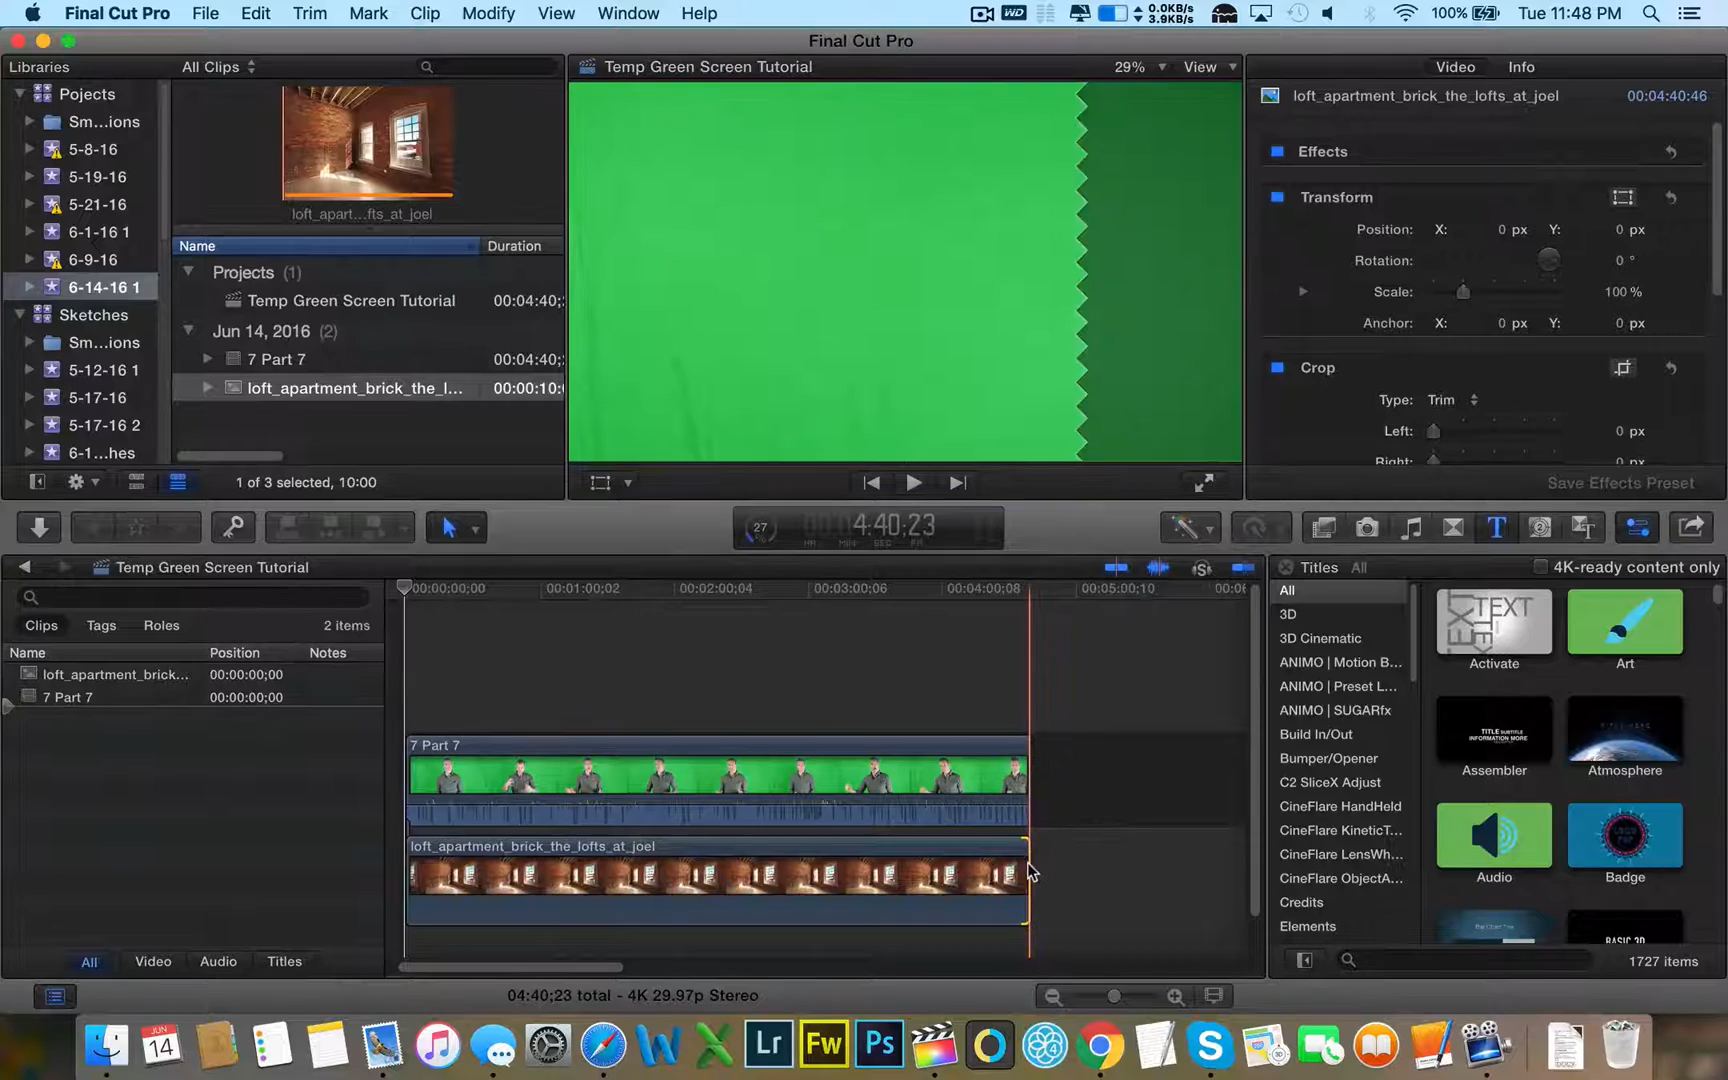 Final Cut Pro File Edit Trim Mark Clip Modify View Window Help
WD 0.0KB/s 3.9KB/s 100% Tue 11:48 PM
Final Cut Pro
Libraries
All Clips
Temp Green Screen Tutorial
29% View
Video Info
Pojects
Sm...ions
5-8-16
5-19-16
5-21-16
6-1-16 1
6-9-16
6-14-16 1
Sketches
Sm...ions
5-12-16 1
5-17-16
5-17-16 2
6-1...hes
loft_apart...fts_at_joel
Name Duration
Projects (1)
Temp Green Screen Tutorial 00:04:40;
Jun 14, 2016 (2)
7 Part 7 00:04:40;
loft_apartment_brick_the_l... 00:00:10:
1 of 3 selected, 10:00
loft_apartment_brick_the_lofts_at_joel 00:04:40:46
Effects
Transform
Position: X: 0 px Y: 0 px
Rotation: 0 °
Scale: 100 %
Anchor: X: 0 px Y: 0 px
Crop
Type: Trim
Left: 0 px
Right: 0 px
Save Effects Preset
27 4:40;23
HR MIN SEC FR
T
Temp Green Screen Tutorial
Clips Tags Roles 2 items
Name Position Notes
loft_apartment_brick... 00:00:00;00
7 Part 7 00:00:00;00
All Video Audio Titles
00:00:00;00 00:01:00;02 00:02:00;04 00:03:00;06 00:04:00;08 00:05:00;10 00:06
7 Part 7
loft_apartment_brick_the_lofts_at_joel
S
04:40;23 total - 4K 29.97p Stereo
Titles All
4K-ready content only
All
3D
3D Cinematic
ANIMO | Motion B...
ANIMO | Preset L...
ANIMO | SUGARfx
Build In/Out
Bumper/Opener
C2 SliceX Adjust
CineFlare HandHeld
CineFlare KineticT...
CineFlare LensWh...
CineFlare ObjectA...
Credits
Elements
TEXT
Activate
Art
TITLE SUBTITLE
INFORMATION MORE
Assembler
Atmosphere
Audio
Badge
BASIC 3D
1727 items
JUN
14
Lr Fw Ps
W X S
DOCX